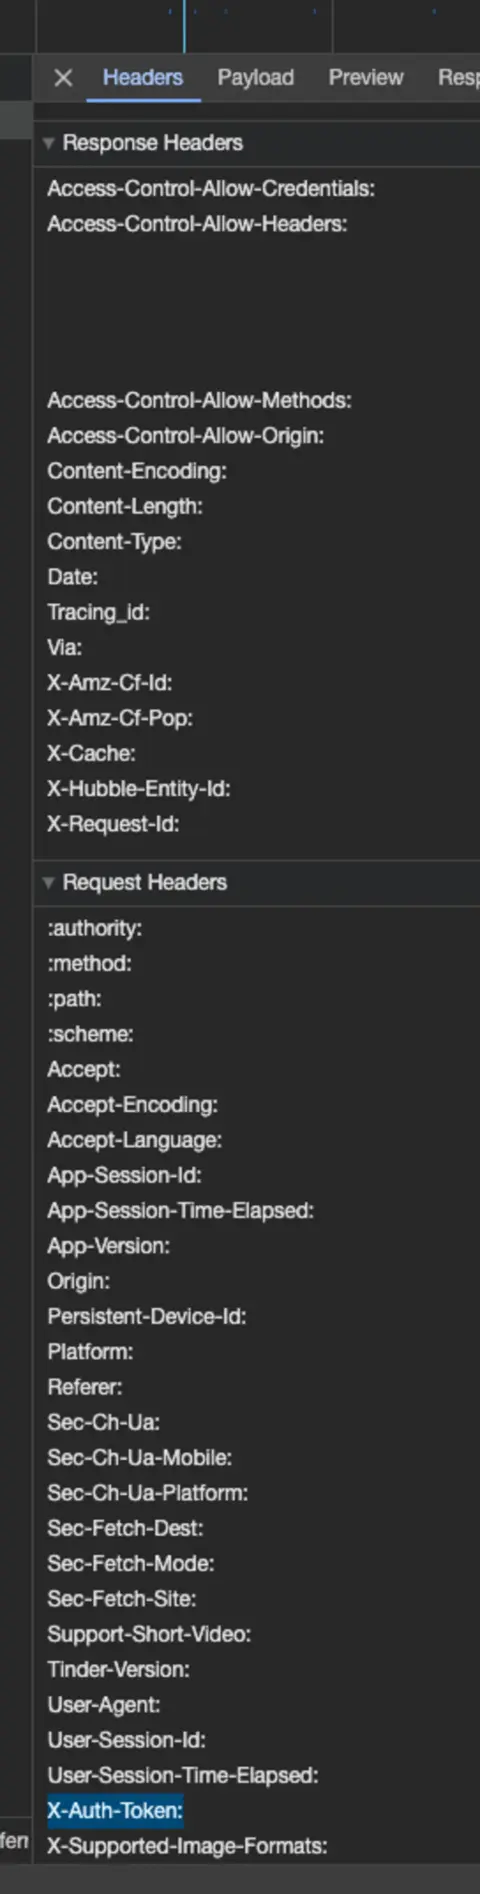 Headers Payload Preview Resp
Response Headers
Access-Control-Allow-Credentials:
Access-Control-Allow-Headers:
Access-Control-Allow-Methods:
Access-Control-Allow-Origin:
Content-Encoding:
Content-Length:
Content-Type:
Date:
Tracing_id:
Via:
X-Amz-Cf-Id:
X-Amz-Cf-Pop:
X-Cache:
X-Hubble-Entity-Id:
X-Request-Id:
Request Headers
:authority:
:method:
:path:
:scheme:
Accept:
Accept-Encoding:
Accept-Language:
App-Session-Id:
App-Session-Time-Elapsed:
App-Version:
Origin:
Persistent-Device-Id:
Platform:
Referer:
Sec-Ch-Ua:
Sec-Ch-Ua-Mobile:
Sec-Ch-Ua-Platform:
Sec-Fetch-Dest:
Sec-Fetch-Mode:
Sec-Fetch-Site:
Support-Short-Video:
Tinder-Version:
User-Agent:
User-Session-Id:
User-Session-Time-Elapsed:
X-Auth-Token:
X-Supported-Image-Formats: